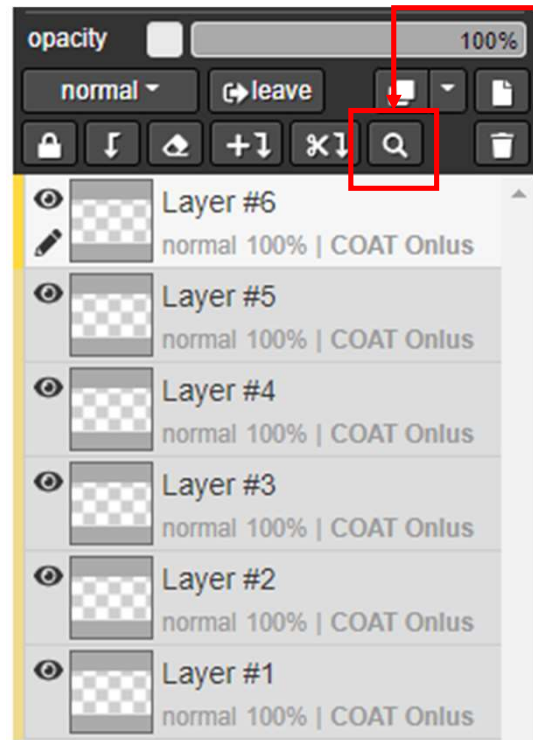 opacity 100%
normal leave
Layer #6
normal 100% | COAT Onlus
Layer #5
normal 100% | COAT Onlus
Layer #4
normal 100% | COAT Onlus
Layer #3
normal 100% | COAT Onlus
Layer #2
normal 100% | COAT Onlus
Layer #1
normal 100% | COAT Onlus